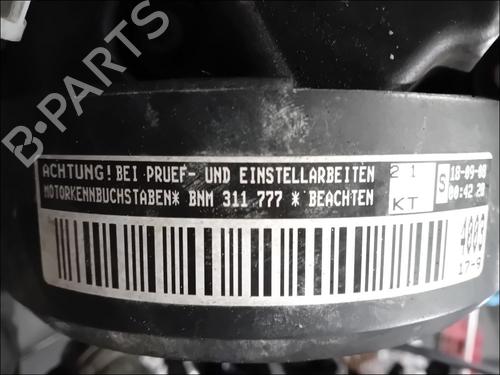 B-PARTS
ACHTUNG! BEI PRUEF- UND EINSTELLARBEITEN
MOTORKENNBUCHSTABEN* BNM 311 777 * BEACHTEN
2 1
KT
S
18-09-08
00:42 20
4003
17-9